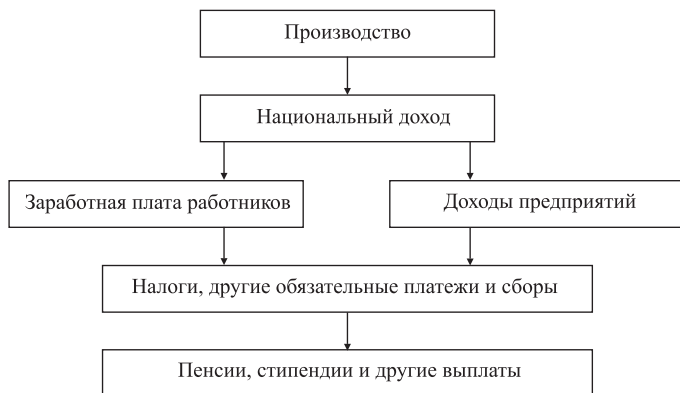 Производство
Национальный доход
Заработная плата работников
Доходы предприятий
Налоги, другие обязательные платежи и сборы
Пенсии, стипендии и другие выплаты